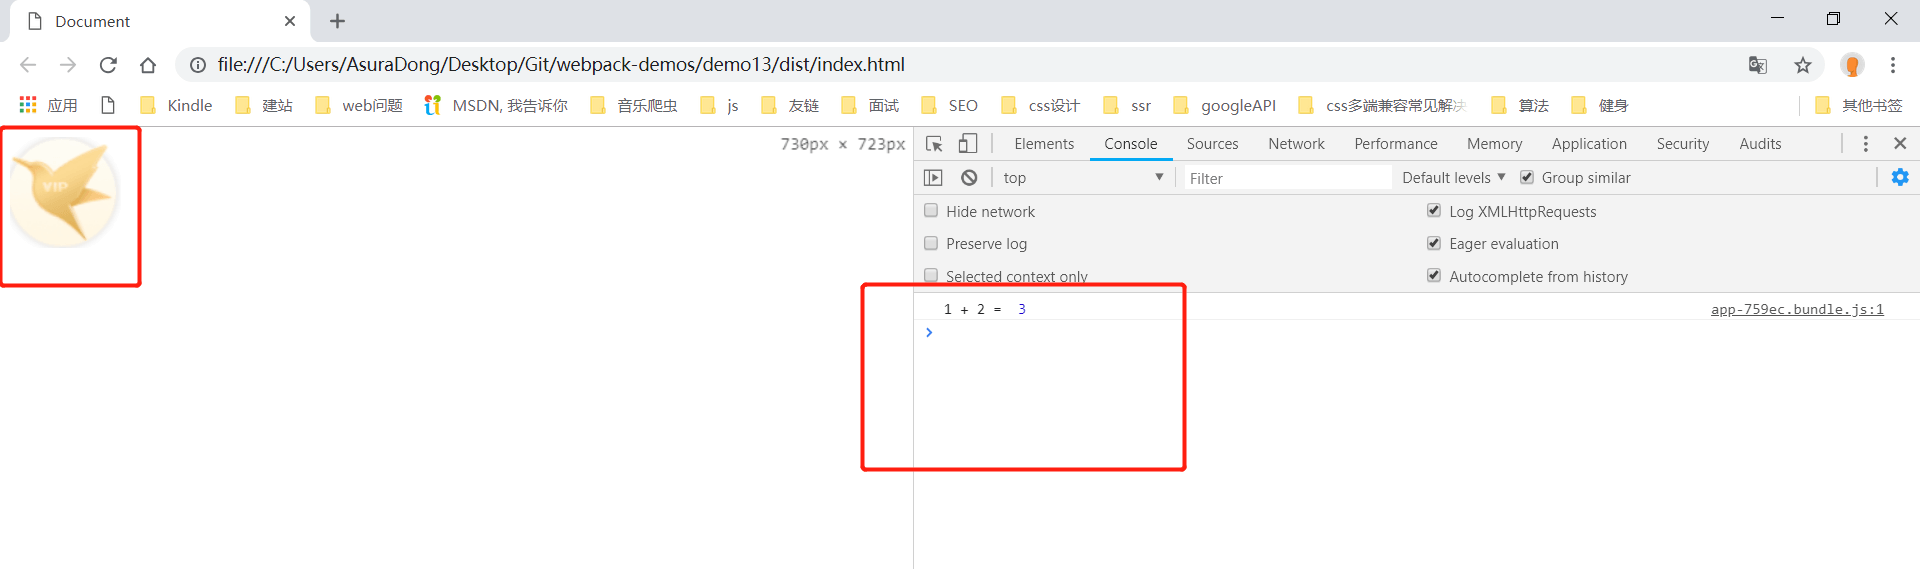 Document
file:///C:/Users/AsuraDong/Desktop/Git/webpack-demos/demo13/dist/index.html
应用 Kindle 建站 web问题 MSDN, 我告诉你 音乐爬虫 js 友链 面试 SEO css设计 ssr googleAPI css多端兼容常见解决 算法 健身 其他书签
VIP
730px × 723px
Elements Console Sources Network Performance Memory Application Security Audits
top Filter Default levels Group similar
Hide network Log XMLHttpRequests
Preserve log Eager evaluation
Selected context only Autocomplete from history
1 + 2 = 3 app-759ec.bundle.js:1